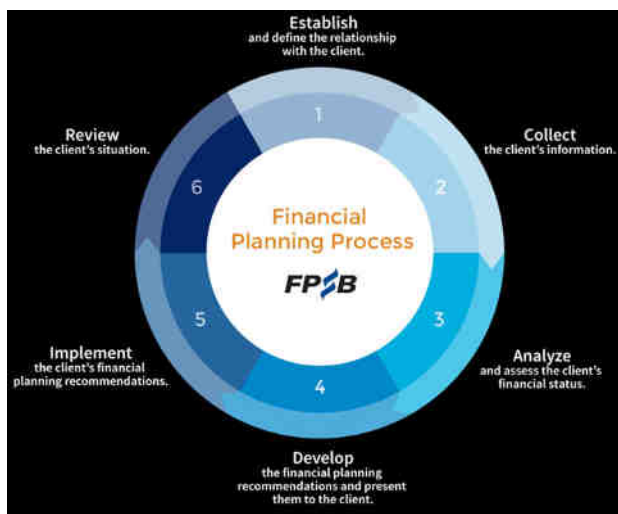 Establish
and define the relationship
with the client.
1
Collect
the client's information.
2
Analyze
and assess the client's
financial status.
3
Develop
the financial planning
recommendations and present
them to the client.
4
Implement
the client's financial
planning recommendations.
5
Review
the client's situation.
6
Financial
Planning Process
FPSB